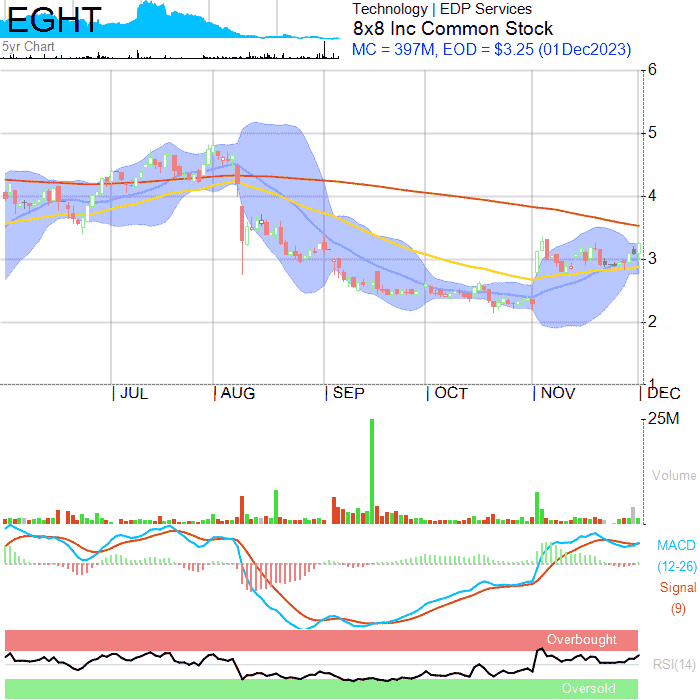 EGHT
5yr Chart
Technology | EDP Services
8x8 Inc Common Stock
MC = 397M, EOD = $3.25 (01Dec2023)
6
5
4
3
2
1
JUL
AUG
SEP
OCT
NOV
DEC
25M
Volume
MACD
(12-26)
Signal
(9)
Overbought
RSI(14)
Oversold